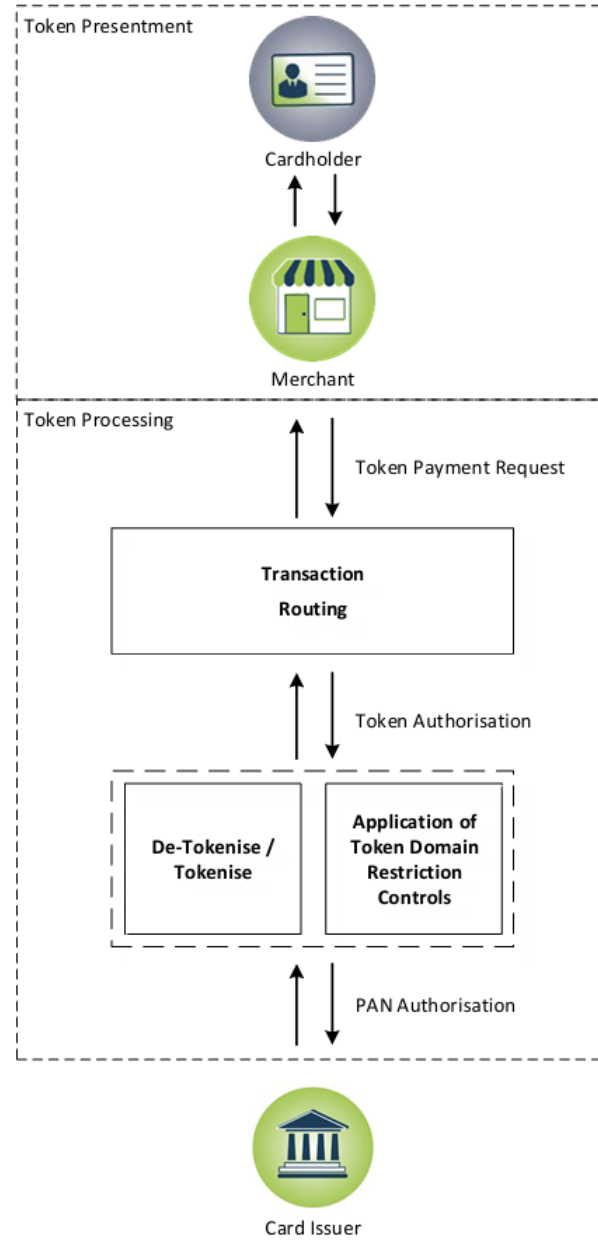 Token Presentment
Cardholder
Merchant
Token Processing
Token Payment Request
Transaction
Routing
Token Authorisation
De-Tokenise /
Tokenise
Application of
Token Domain
Restriction
Controls
PAN Authorisation
Card Issuer